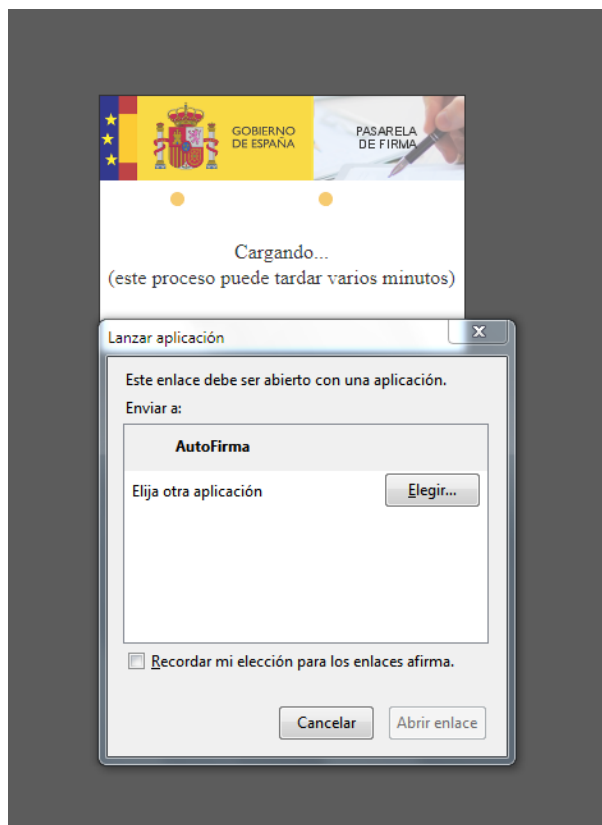 GOBIERNO
DE ESPAÑA
PASARELA
DE FIRMA
Cargando...
(este proceso puede tardar varios minutos)
Lanzar aplicación
Este enlace debe ser abierto con una aplicación.
Enviar a:
AutoFirma
Elija otra aplicación
Elegir...
Recordar mi elección para los enlaces afirma.
Cancelar
Abrir enlace